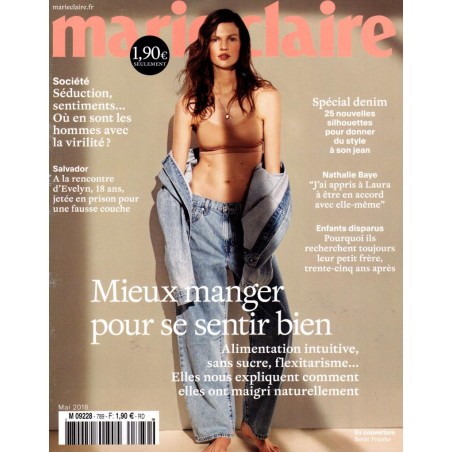 marieclaire.fr
marie claire
1,90€
SEULEMENT
Société
Séduction,
sentiments...
Où en sont les
hommes avec
la virilité ?
Salvador
A la rencontre
d'Evelyn, 18 ans,
jetée en prison pour
une fausse couche
Spécial denim
25 nouvelles
silhouettes
pour donner
du style
à son jean
Nathalie Baye
“J'ai appris à Laura
à être en accord
avec elle-même”
Enfants disparus
Pourquoi ils
recherchent toujours
leur petit frère,
trente-cinq ans après
Mieux manger
pour se sentir bien
Alimentation intuitive,
sans sucre, flexitarisme...
Elles nous expliquent comment
elles ont maigri naturellement
Mai 2018
M 09228 - 789 - F: 1,90 € - RD
En couverture